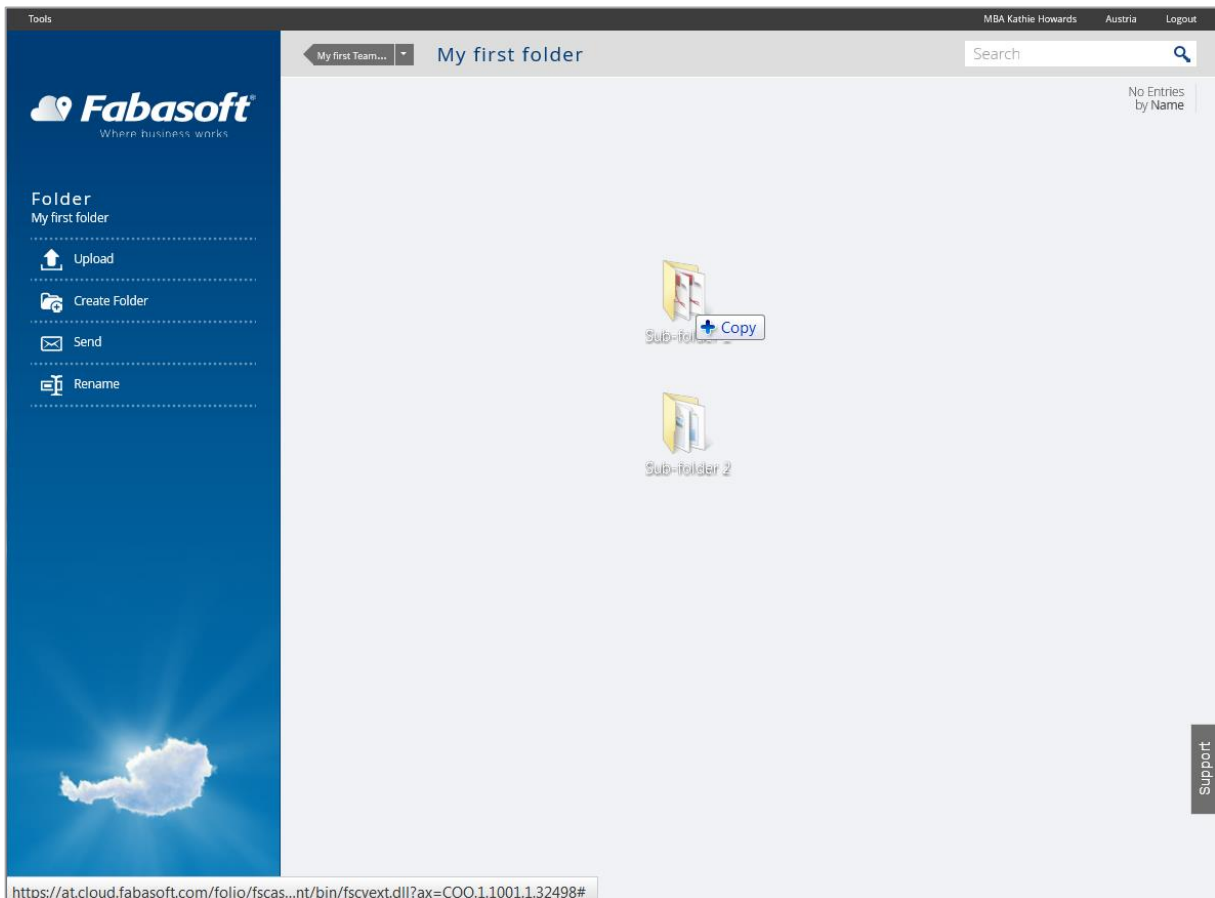 Tools
MBA Kathie Howards
Austria
Logout
My first Team...
My first folder
Search
No Entries
by Name
Fabasoft®
Where business works
Folder
My first folder
Upload
Create Folder
Send
Rename
Copy
Sub-folder 2
Support
https://at.cloud.fabasoft.com/folio/fscas...nt/bin/fscvext.dll?ax=COO.1.1001.1.32498#